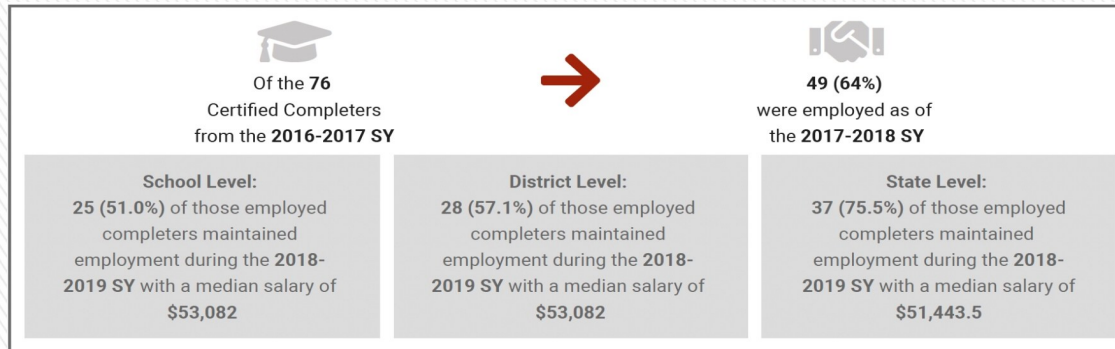 Of the 76
Certified Completers
from the 2016-2017 SY
49 (64%)
were employed as of
the 2017-2018 SY
School Level:
25 (51.0%) of those employed
completers maintained
employment during the 2018-
2019 SY with a median salary of
$53,082
District Level:
28 (57.1%) of those employed
completers maintained
employment during the 2018-
2019 SY with a median salary of
$53,082
State Level:
37 (75.5%) of those employed
completers maintained
employment during the 2018-
2019 SY with a median salary of
$51,443.5